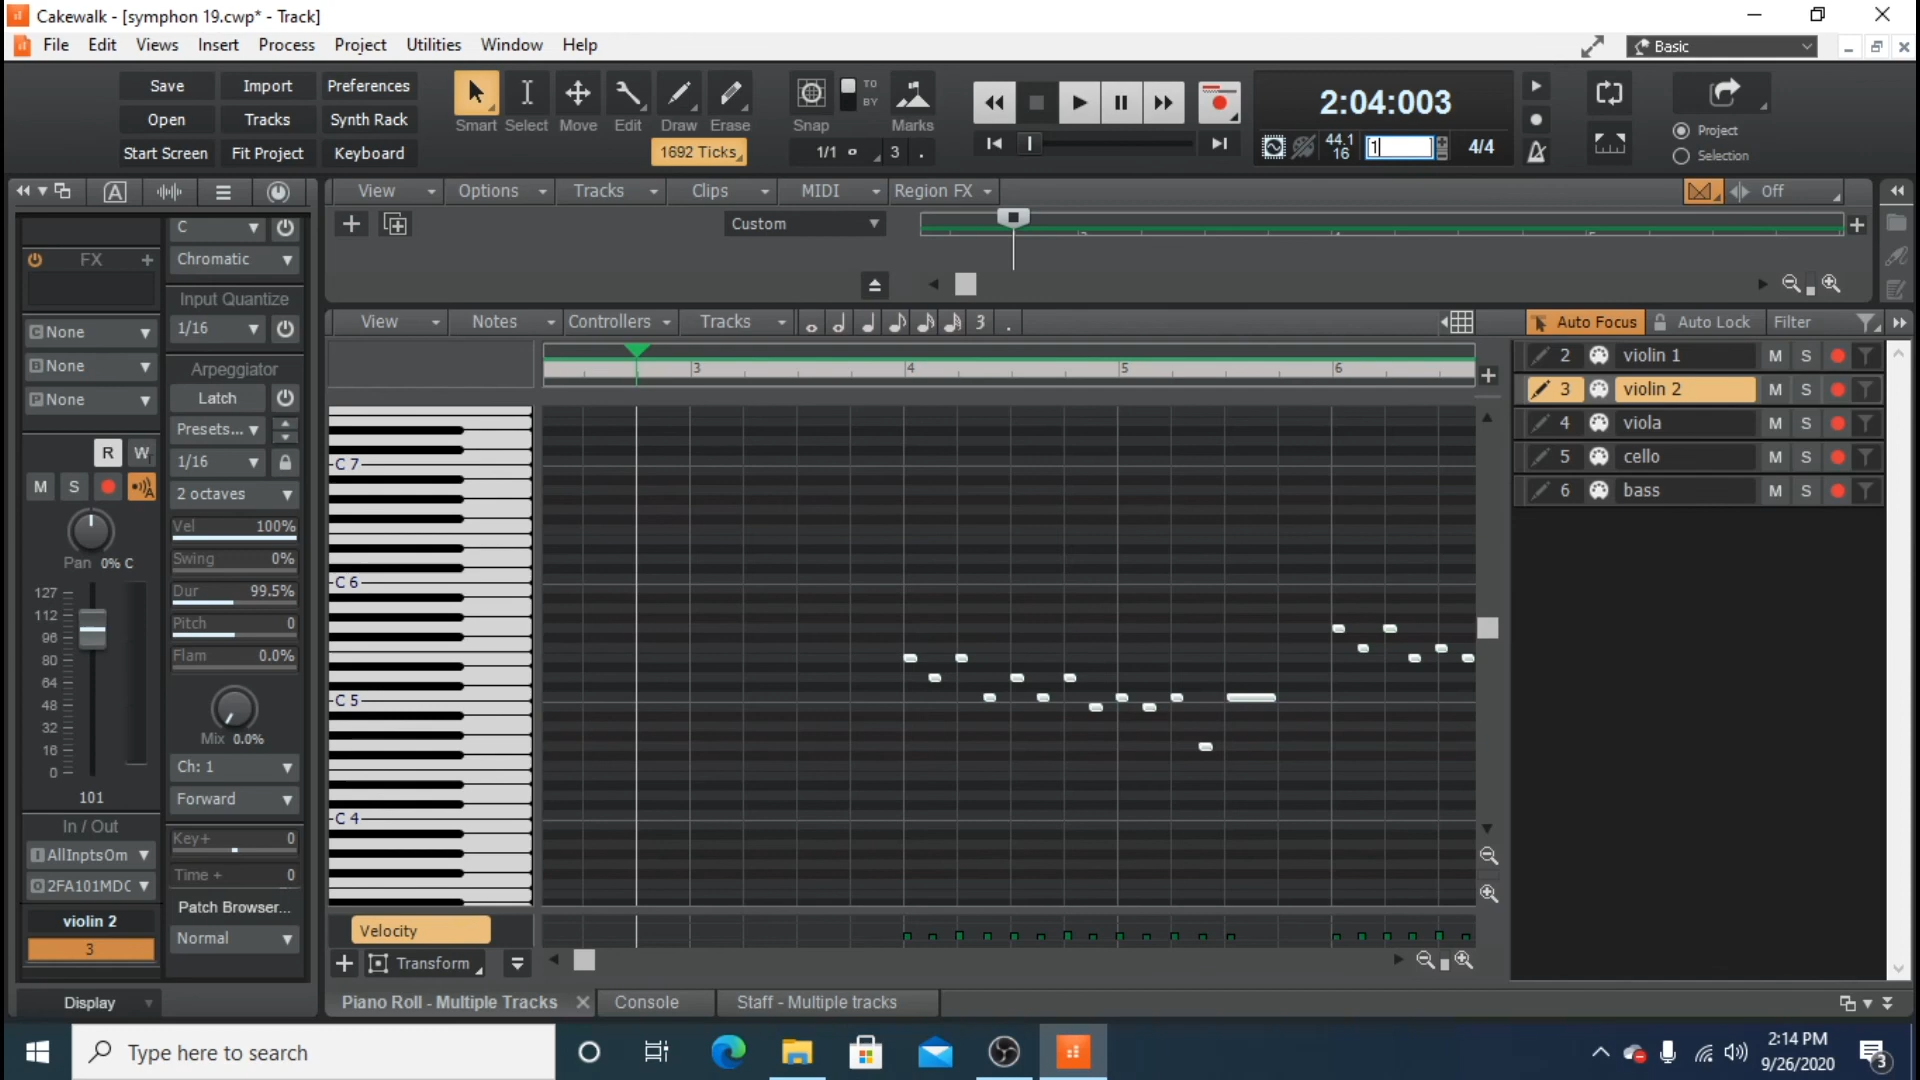 Cakewalk - [symphon 19.cwp* - Track]
File Edit Views Insert Process Project Utilities Window Help
Basic
Save Import Preferences
Open Tracks Synth Rack
Start Screen Fit Project Keyboard
Smart Select Move Edit Draw Erase
1692 Ticks
Snap TO BY Marks
1/1 3 .
2:04:003
44.1
16
1
4/4
Project
Selection
View Options Tracks Clips MIDI Region FX
Off
Custom
C
Chromatic
FX
Input Quantize
1/16
None
None
None
Arpeggiator
Latch
Presets...
1/16
2 octaves
R W
M S
Pan 0% C
Vel 100%
Swing 0%
Dur 99.5%
Pitch 0
Flam 0.0%
127
112
96
80
64
48
32
16
0
Mix 0.0%
Ch: 1
Forward
101
In / Out
AllInptsOm
2FA101MDC
Key+ 0
Time + 0
Patch Browser...
Normal
violin 2
3
Display
View Notes Controllers Tracks
3 .
Auto Focus Auto Lock Filter
3 4 5 6
C 7
C 6
C 5
C 4
2 violin 1 M S
3 violin 2 M S
4 viola M S
5 cello M S
6 bass M S
Velocity
Transform
Piano Roll - Multiple Tracks Console Staff - Multiple tracks
Type here to search
2:14 PM
9/26/2020
3